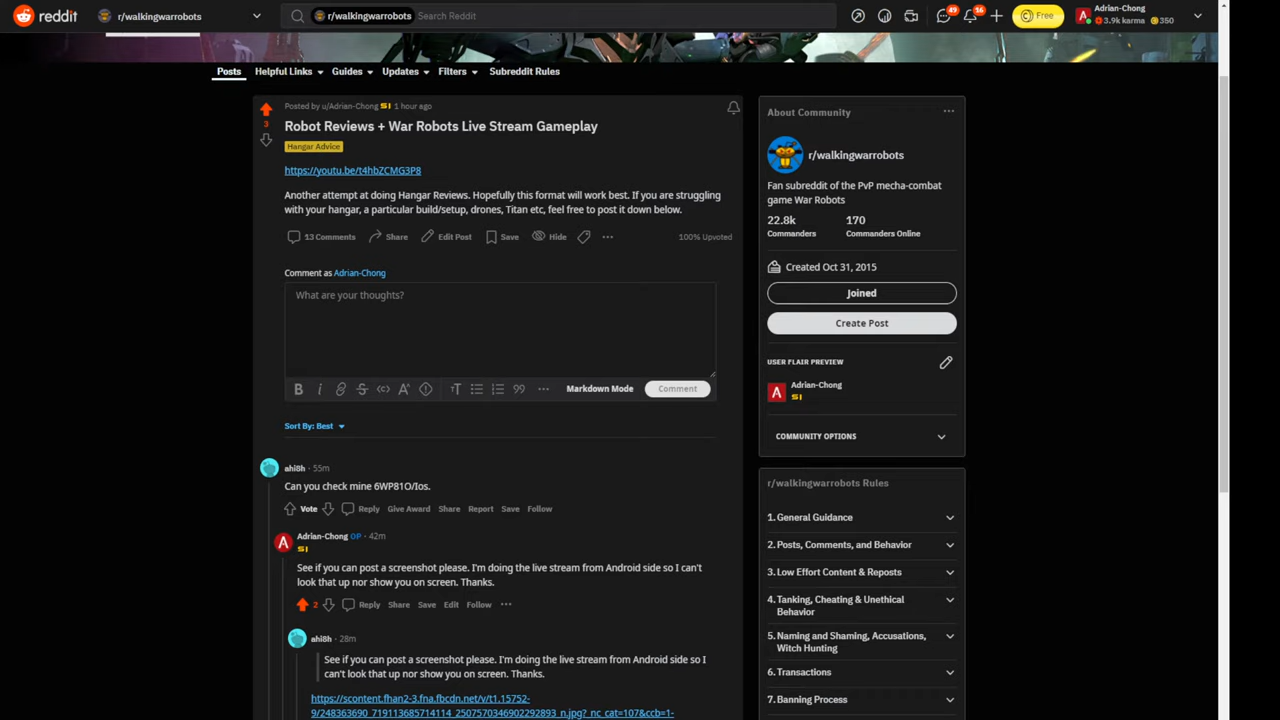 reddit r/walkingwarrobots r/walkingwarrobots Search Reddit 49 16 Free Adrian-Chong
3.9k karma 350
Posts Helpful Links Guides Updates Filters Subreddit Rules
Posted by u/Adrian-Chong SI 1 hour ago
3
Robot Reviews + War Robots Live Stream Gameplay
Hangar Advice
https://youtu.be/t4hbZCMG3P8
Another attempt at doing Hangar Reviews. Hopefully this format will work best. If you are struggling
with your hangar, a particular build/setup, drones, Titan etc, feel free to post it down below.
13 Comments Share Edit Post Save Hide 100% Upvoted
Comment as Adrian-Chong
What are your thoughts?
Markdown Mode Comment
Sort By: Best
ahi8h · 55m
Can you check mine 6WP81O/Ios.
Vote Reply Give Award Share Report Save Follow
Adrian-Chong OP · 42m
SI
See if you can post a screenshot please. I'm doing the live stream from Android side so I can't
look that up nor show you on screen. Thanks.
2 Reply Share Save Edit Follow
ahi8h · 28m
See if you can post a screenshot please. I'm doing the live stream from Android side so I
can't look that up nor show you on screen. Thanks.
https://scontent.fhan2-3.fna.fbcdn.net/v/t1.15752-
9/248363690_719113685714114_2507570346902292893_n.jpg?_nc_cat=107&ccb=1-
About Community
r/walkingwarrobots
Fan subreddit of the PvP mecha-combat
game War Robots
22.8k 170
Commanders Commanders Online
Created Oct 31, 2015
Joined
Create Post
USER FLAIR PREVIEW
Adrian-Chong
SI
COMMUNITY OPTIONS
r/walkingwarrobots Rules
1. General Guidance
2. Posts, Comments, and Behavior
3. Low Effort Content & Reposts
4. Tanking, Cheating & Unethical
Behavior
5. Naming and Shaming, Accusations,
Witch Hunting
6. Transactions
7. Banning Process